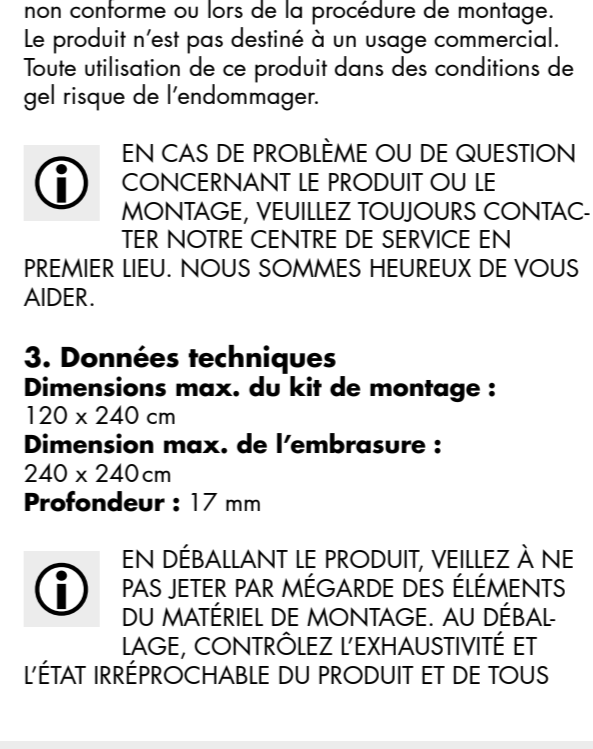 non conforme ou lors de la procédure de montage.
Le produit n’est pas destiné à un usage commercial.
Toute utilisation de ce produit dans des conditions de
gel risque de l’endommager.
EN CAS DE PROBLÈME OU DE QUESTION
CONCERNANT LE PRODUIT OU LE
MONTAGE, VEUILLEZ TOUJOURS CONTAC-
TER NOTRE CENTRE DE SERVICE EN
PREMIER LIEU. NOUS SOMMES HEUREUX DE VOUS
AIDER.
3. Données techniques
Dimensions max. du kit de montage :
120 x 240 cm
Dimension max. de l’embrasure :
240 x 240 cm
Profondeur : 17 mm
EN DÉBALLANT LE PRODUIT, VEILLEZ À NE
PAS JETER PAR MÉGARDE DES ÉLÉMENTS
DU MATÉRIEL DE MONTAGE. AU DÉBAL-
LAGE, CONTRÔLEZ L’EXHAUSTIVITÉ ET
L’ÉTAT IRRÉPROCHABLE DU PRODUIT ET DE TOUS